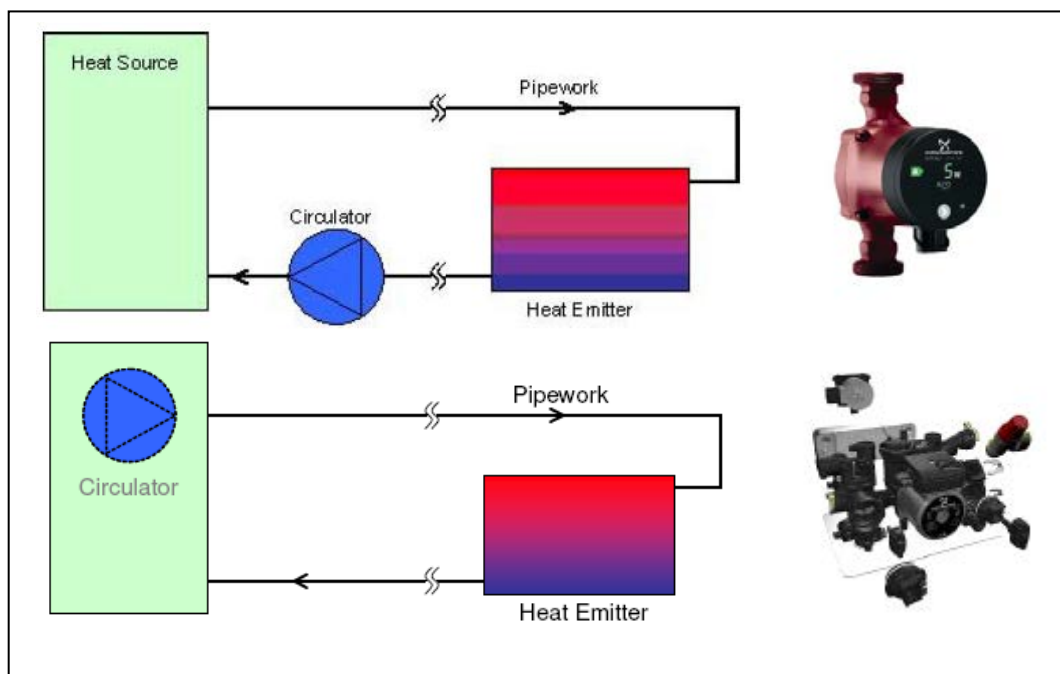 Heat Source
Pipework
Circulator
Heat Emitter
5W
Circulator
Pipework
Heat Emitter